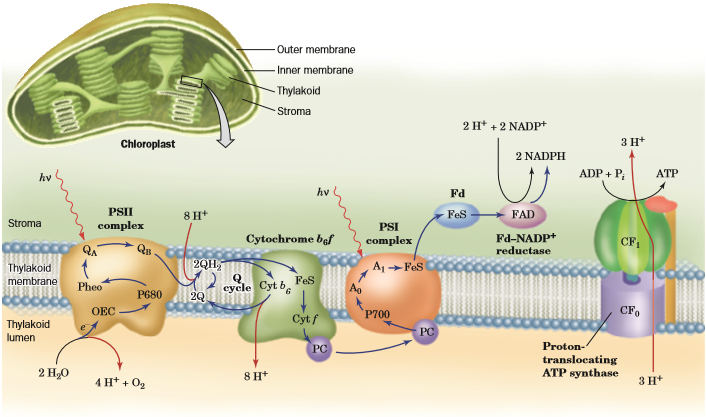 Outer membrane
Inner membrane
Thylakoid
Stroma
Chloroplast
2 H⁺ + 2 NADP⁺
2 NADPH
3 H⁺
ADP + Pᵢ
ATP
hν
PSII
complex
8 H⁺
hν
PSI
complex
Fd
FeS
FAD
Fd–NADP⁺
reductase
Stroma
Q_A
Q_B
Cytochrome b₆f
CF₁
Thylakoid
membrane
Pheo
P680
OEC
2QH₂
Q
cycle
2Q
Cyt b₆
FeS
Cyt f
A₀
A₁
FeS
P700
CF₀
Thylakoid
lumen
e⁻
PC
PC
Proton-
translocating
ATP synthase
2 H₂O
4 H⁺ + O₂
8 H⁺
3 H⁺